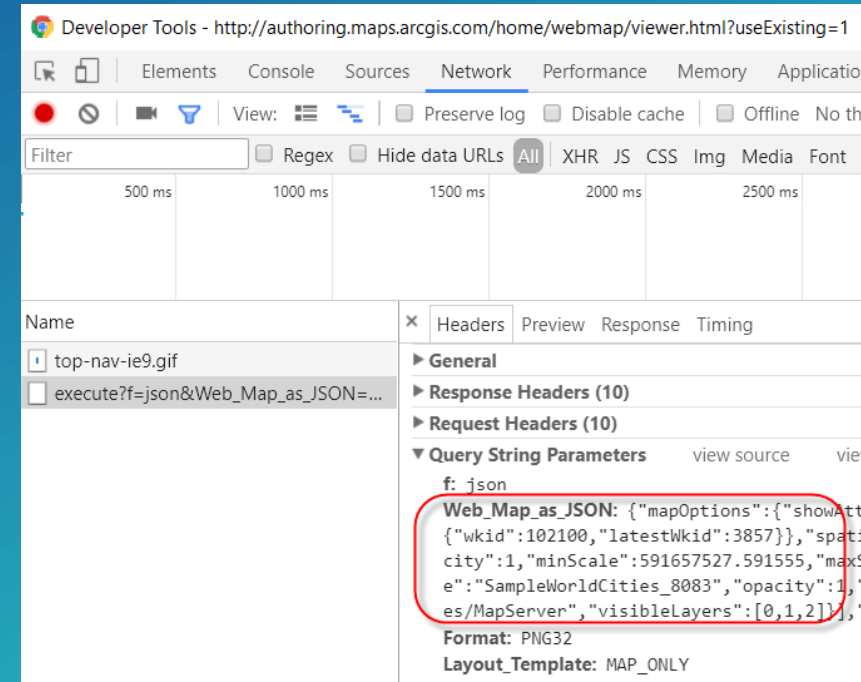 Developer Tools - http://authoring.maps.arcgis.com/home/webmap/viewer.html?useExisting=1
Elements Console Sources Network Performance Memory Applicatio
View: Preserve log Disable cache Offline No th
Filter Regex Hide data URLs All XHR JS CSS Img Media Font
500 ms 1000 ms 1500 ms 2000 ms 2500 ms
Name
× Headers Preview Response Timing
top-nav-ie9.gif
General
execute?f=json&Web_Map_as_JSON=...
Response Headers (10)
Request Headers (10)
Query String Parameters view source vie
f: json
Web_Map_as_JSON: {"mapOptions":{"showAtt
{"wkid":102100,"latestWkid":3857}},"spati
city":1,"minScale":591657527.591555,"maxS
e":"SampleWorldCities_8083","opacity":1,"
es/MapServer","visibleLayers":[0,1,2]}],"
Format: PNG32
Layout_Template: MAP_ONLY